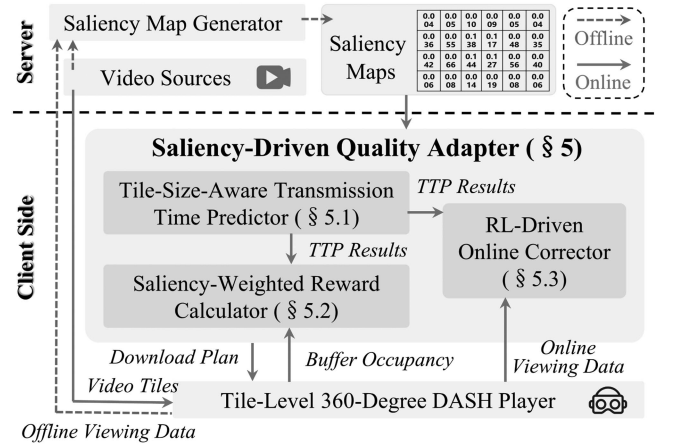 Server
Saliency Map Generator
Video Sources
Saliency
Maps
0.0 0.0 0.0 0.0 0.0 0.0
04 05 10 09 05 04
0.0 0.0 0.1 0.1 0.0 0.0
36 55 38 17 48 35
0.0 0.0 0.1 0.1 0.0 0.0
42 66 44 27 56 40
0.0 0.0 0.0 0.0 0.0 0.0
06 08 14 19 08 06
Offline
Online
Client Side
Saliency-Driven Quality Adapter ( § 5)
Tile-Size-Aware Transmission
Time Predictor ( § 5.1)
TTP Results
TTP Results
RL-Driven
Online Corrector
( § 5.3)
Saliency-Weighted Reward
Calculator ( § 5.2)
Download Plan
Buffer Occupancy
Online
Viewing Data
Video Tiles
Tile-Level 360-Degree DASH Player
Offline Viewing Data